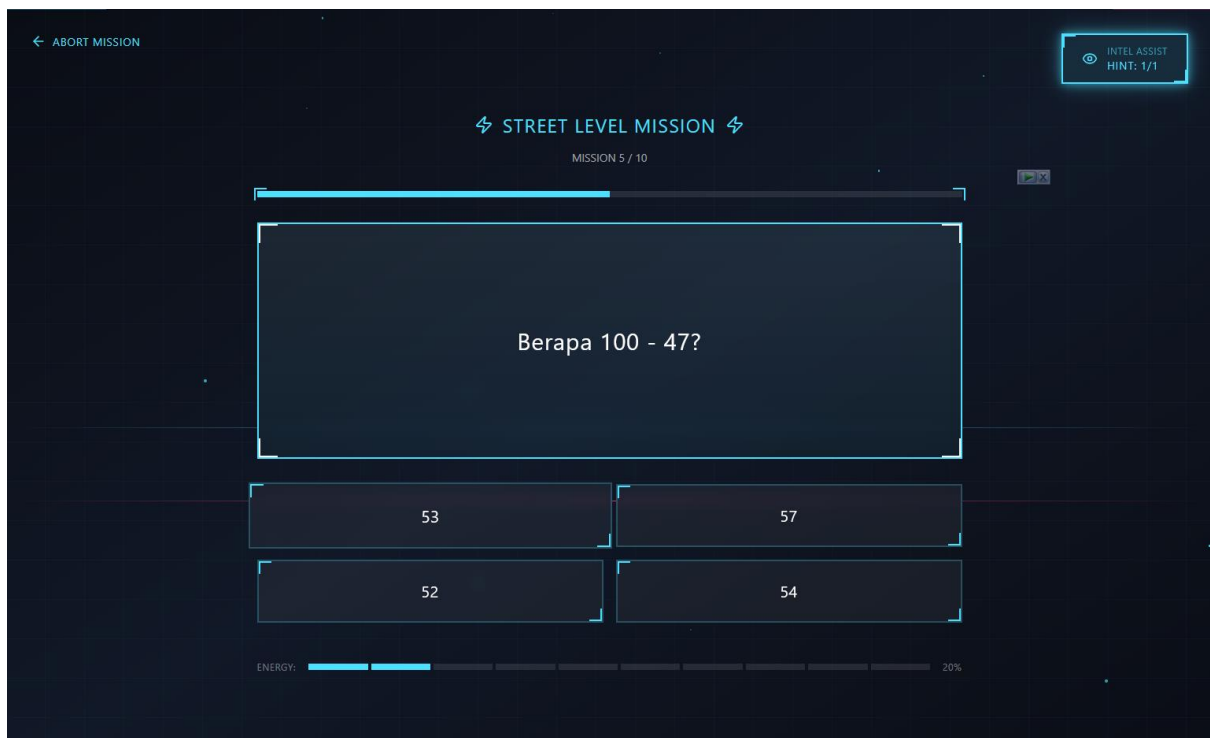 ABORT MISSION
INTEL ASSIST
HINT: 1/1
STREET LEVEL MISSION
MISSION 5 / 10
X
Berapa 100 - 47?
53
57
52
54
ENERGY:
20%